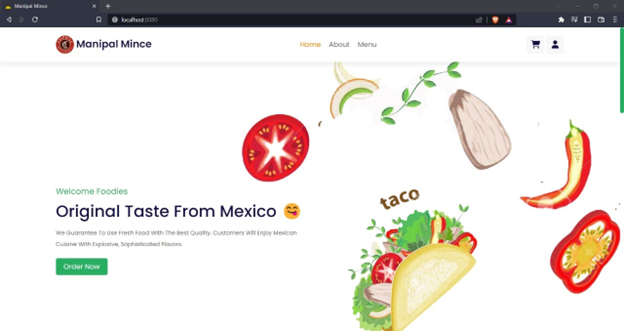 Manipal Mince
localhost:8080
Manipal Mince
Home About Menu
Welcome Foodies
Original Taste From Mexico 😋
We Guarantee To Use Fresh Food With The Best Quality. Customers Will Enjoy Mexican
Cuisine With Explosive, Sophisticated Flavors.
Order Now
taco